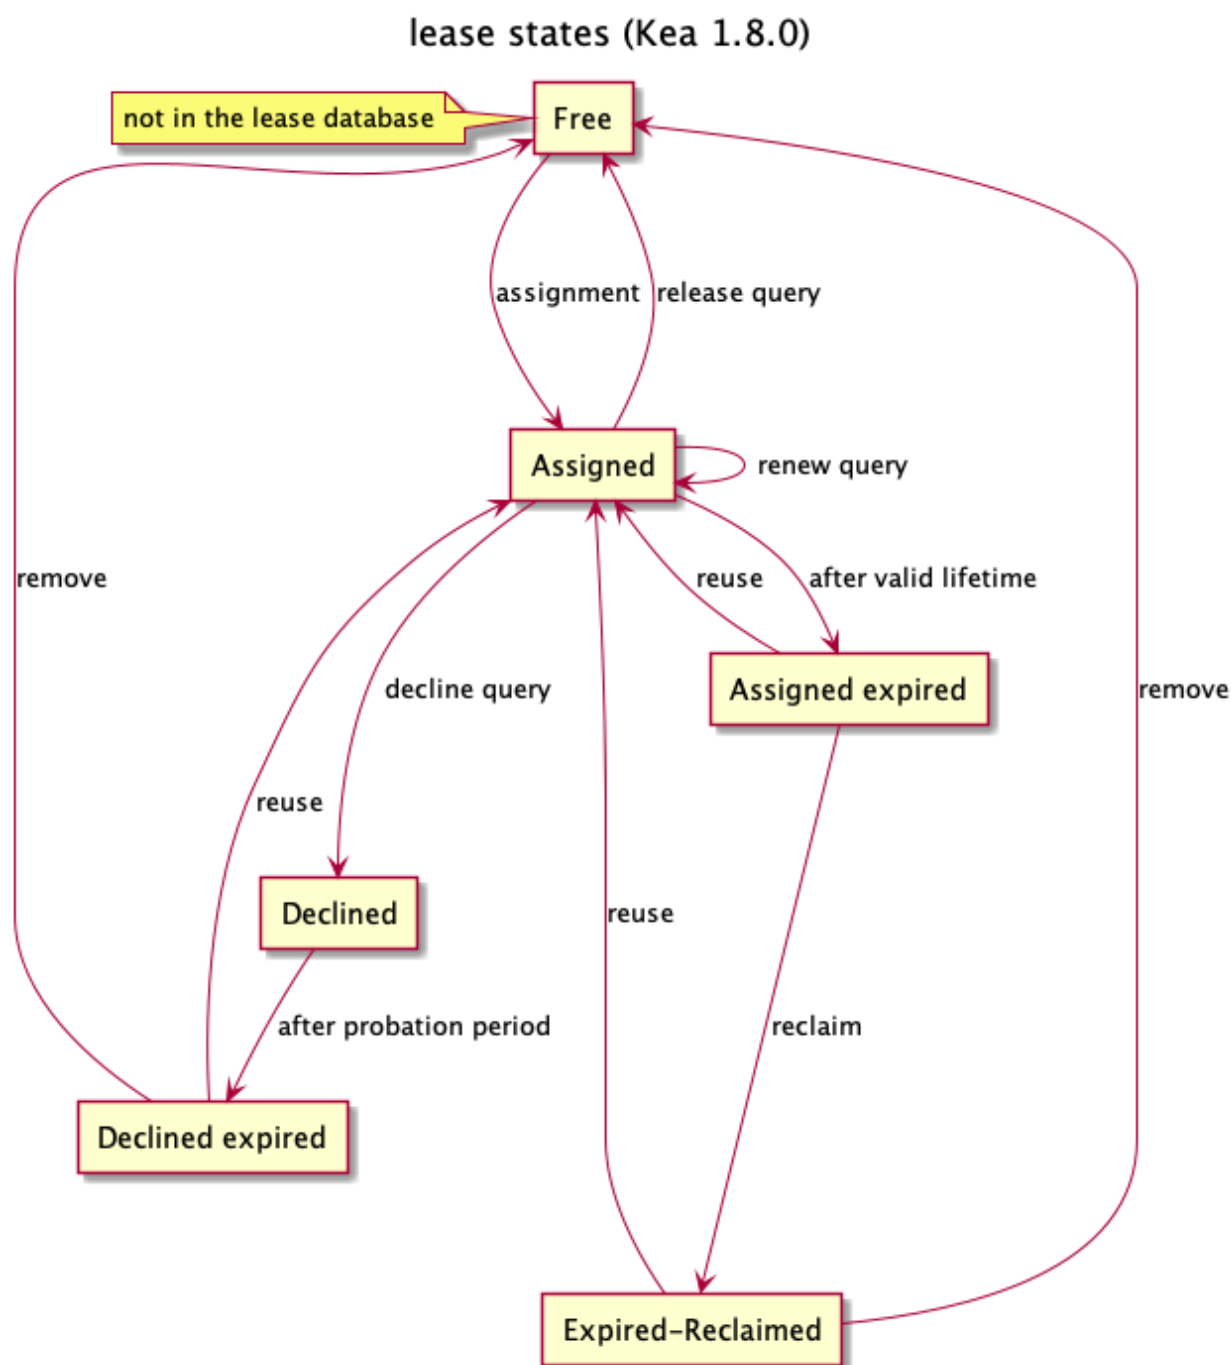 lease states (Kea 1.8.0)
not in the lease database
Free
assignment
release query
Assigned
renew query
remove
reuse
after valid lifetime
decline query
Assigned expired
remove
reuse
Declined
reuse
after probation period
reclaim
Declined expired
Expired-Reclaimed